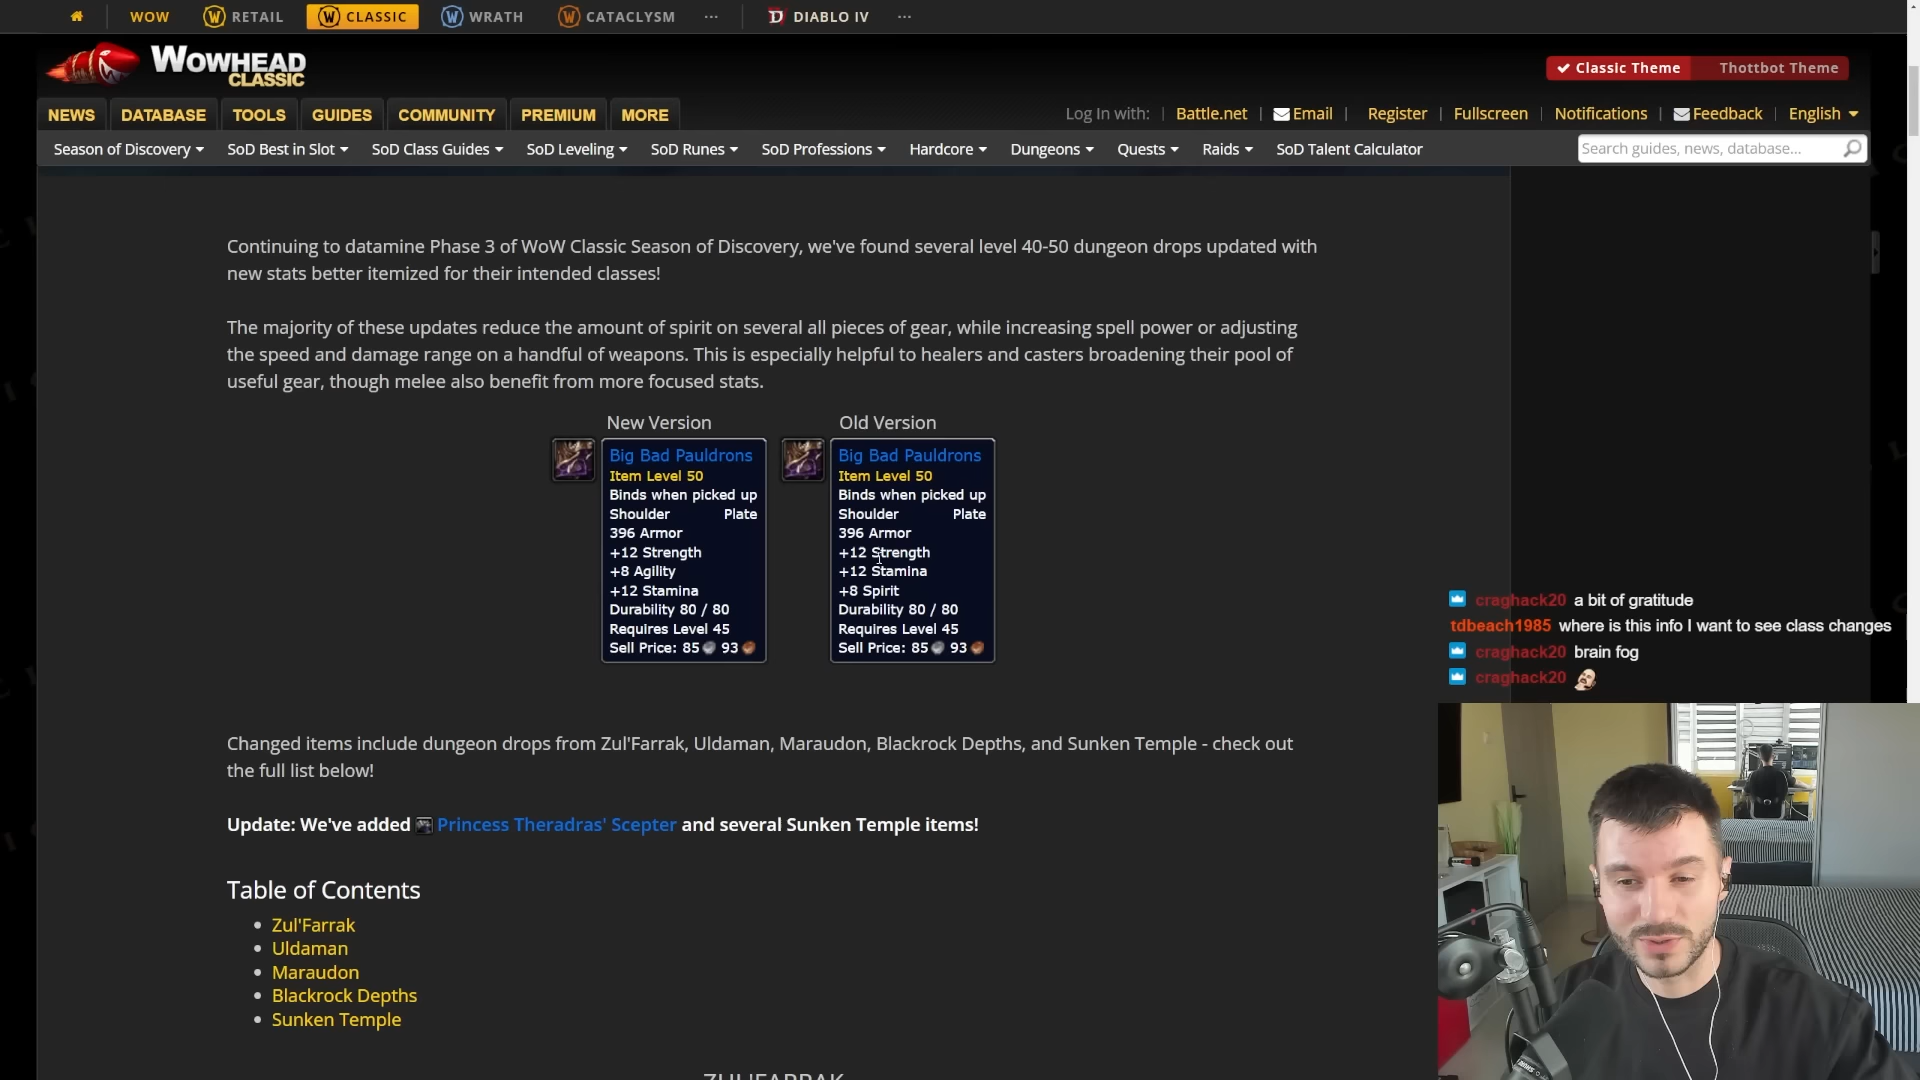 WOW
RETAIL
CLASSIC
WRATH
CATACLYSM
...
DIABLO IV
...
WOWHEAD
CLASSIC
Classic Theme
Thottbot Theme
NEWS
DATABASE
TOOLS
GUIDES
COMMUNITY
PREMIUM
MORE
Log In with: | Battle.net | Email | Register | Fullscreen | Notifications | Feedback | English
Season of Discovery
SoD Best in Slot
SoD Class Guides
SoD Leveling
SoD Runes
SoD Professions
Hardcore
Dungeons
Quests
Raids
SoD Talent Calculator
Search guides, news, database...
Continuing to datamine Phase 3 of WoW Classic Season of Discovery, we've found several level 40-50 dungeon drops updated with
new stats better itemized for their intended classes!
The majority of these updates reduce the amount of spirit on several all pieces of gear, while increasing spell power or adjusting
the speed and damage range on a handful of weapons. This is especially helpful to healers and casters broadening their pool of
useful gear, though melee also benefit from more focused stats.
New Version
Big Bad Pauldrons
Item Level 50
Binds when picked up
Shoulder Plate
396 Armor
+12 Strength
+8 Agility
+12 Stamina
Durability 80 / 80
Requires Level 45
Sell Price: 85 93
Old Version
Big Bad Pauldrons
Item Level 50
Binds when picked up
Shoulder Plate
396 Armor
+12 Strength
+12 Stamina
+8 Spirit
Durability 80 / 80
Requires Level 45
Sell Price: 85 93
Changed items include dungeon drops from Zul'Farrak, Uldaman, Maraudon, Blackrock Depths, and Sunken Temple - check out
the full list below!
Update: We've added Princess Theradras' Scepter and several Sunken Temple items!
Table of Contents
• Zul'Farrak
• Uldaman
• Maraudon
• Blackrock Depths
• Sunken Temple
ZUL'FARRAK
craghack20 a bit of gratitude
tdbeach1985 where is this info I want to see class changes
craghack20 brain fog
craghack20